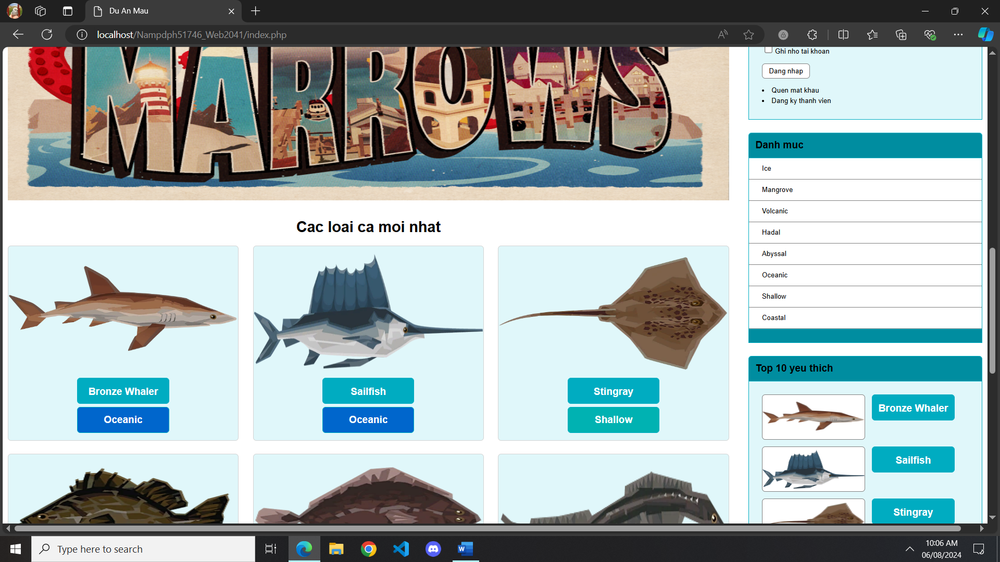 Du An Mau
localhost/Nampdph51746_Web2041/index.php
MARROWS
Ghi nho tai khoan
Dang nhap
Quen mat khau
Dang ky thanh vien
Danh muc
Ice
Mangrove
Volcanic
Hadal
Abyssal
Oceanic
Shallow
Coastal
Cac loai ca moi nhat
Bronze Whaler
Oceanic
Sailfish
Oceanic
Stingray
Shallow
Top 10 yeu thich
Bronze Whaler
Sailfish
Stingray
Type here to search
10:06 AM
06/08/2024